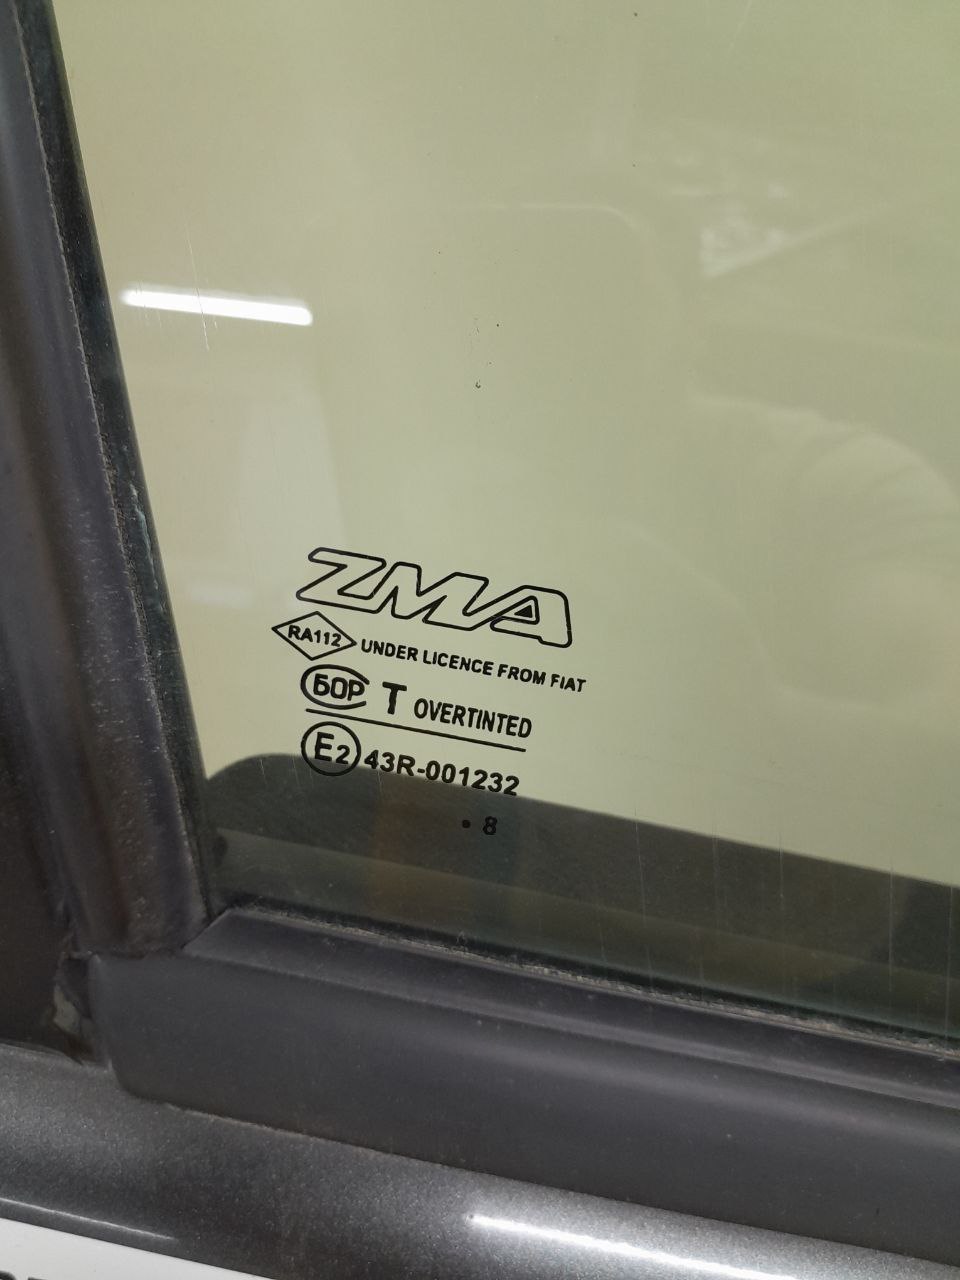 ZMA
RA112 UNDER LICENCE FROM FIAT
БОР T OVERTINTED
E2 43R-001232
• 8